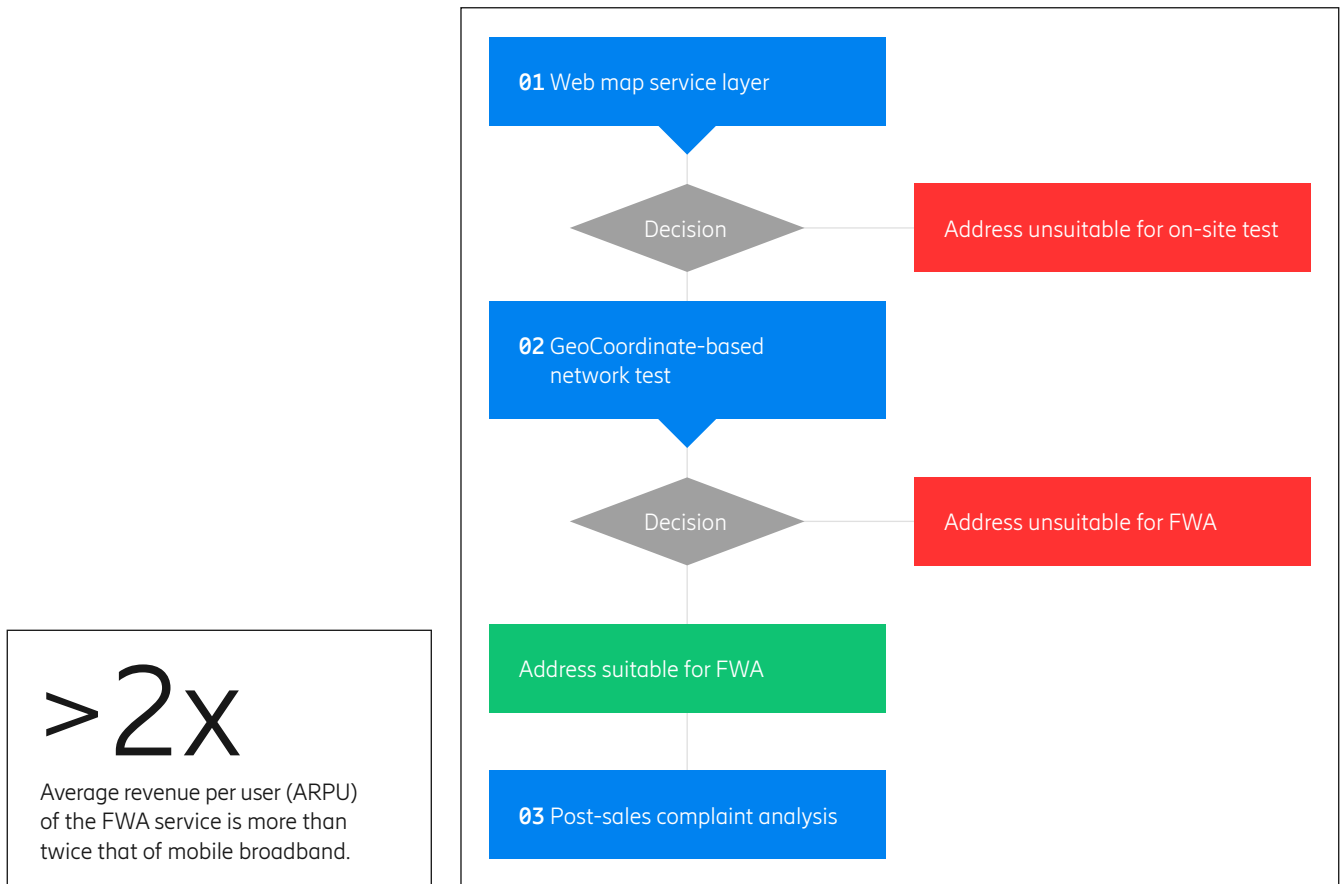 01 Web map service layer
Decision
Address unsuitable for on-site test
02 GeoCoordinate-based
network test
Decision
Address unsuitable for FWA
Address suitable for FWA
03 Post-sales complaint analysis
>2x
Average revenue per user (ARPU)
of the FWA service is more than
twice that of mobile broadband.